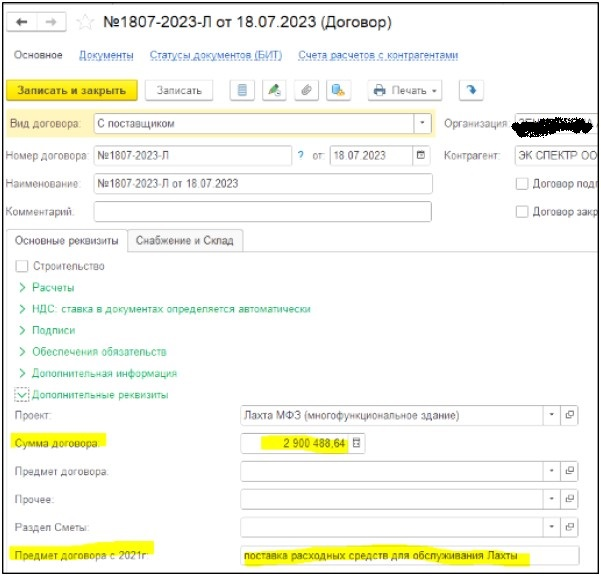 №1807-2023-Л от 18.07.2023 (Договор)
Основное Документы Статусы документов (БИТ) Счета расчетов с контрагентами
Записать и закрыть Записать Печать
Вид договора: С поставщиком Организация
Номер договора: №1807-2023-Л ? от: 18.07.2023 Контрагент: ЭК СПЕКТР ОО
Наименование: №1807-2023-Л от 18.07.2023 Договор под
Комментарий: Договор закр
Основные реквизиты Снабжение и Склад
Строительство
Расчеты
НДС: ставка в документах определяется автоматически
Подписи
Обеспечения обязательств
Дополнительная информация
Дополнительные реквизиты
Проект: Лахта МФЗ (многофункциональное здание)
Сумма договора: 2 900 488,64
Предмет договора:
Прочее:
Раздел Сметы:
Предмет договора с 2021г поставка расходных средств для обслуживания Лахты